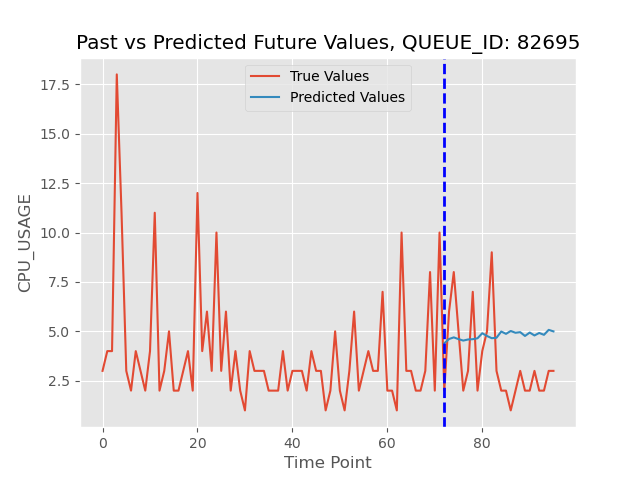 Past vs Predicted Future Values, QUEUE_ID: 82695
True Values
Predicted Values
CPU_USAGE
17.5
15.0
12.5
10.0
7.5
5.0
2.5
0
20
40
60
80
Time Point